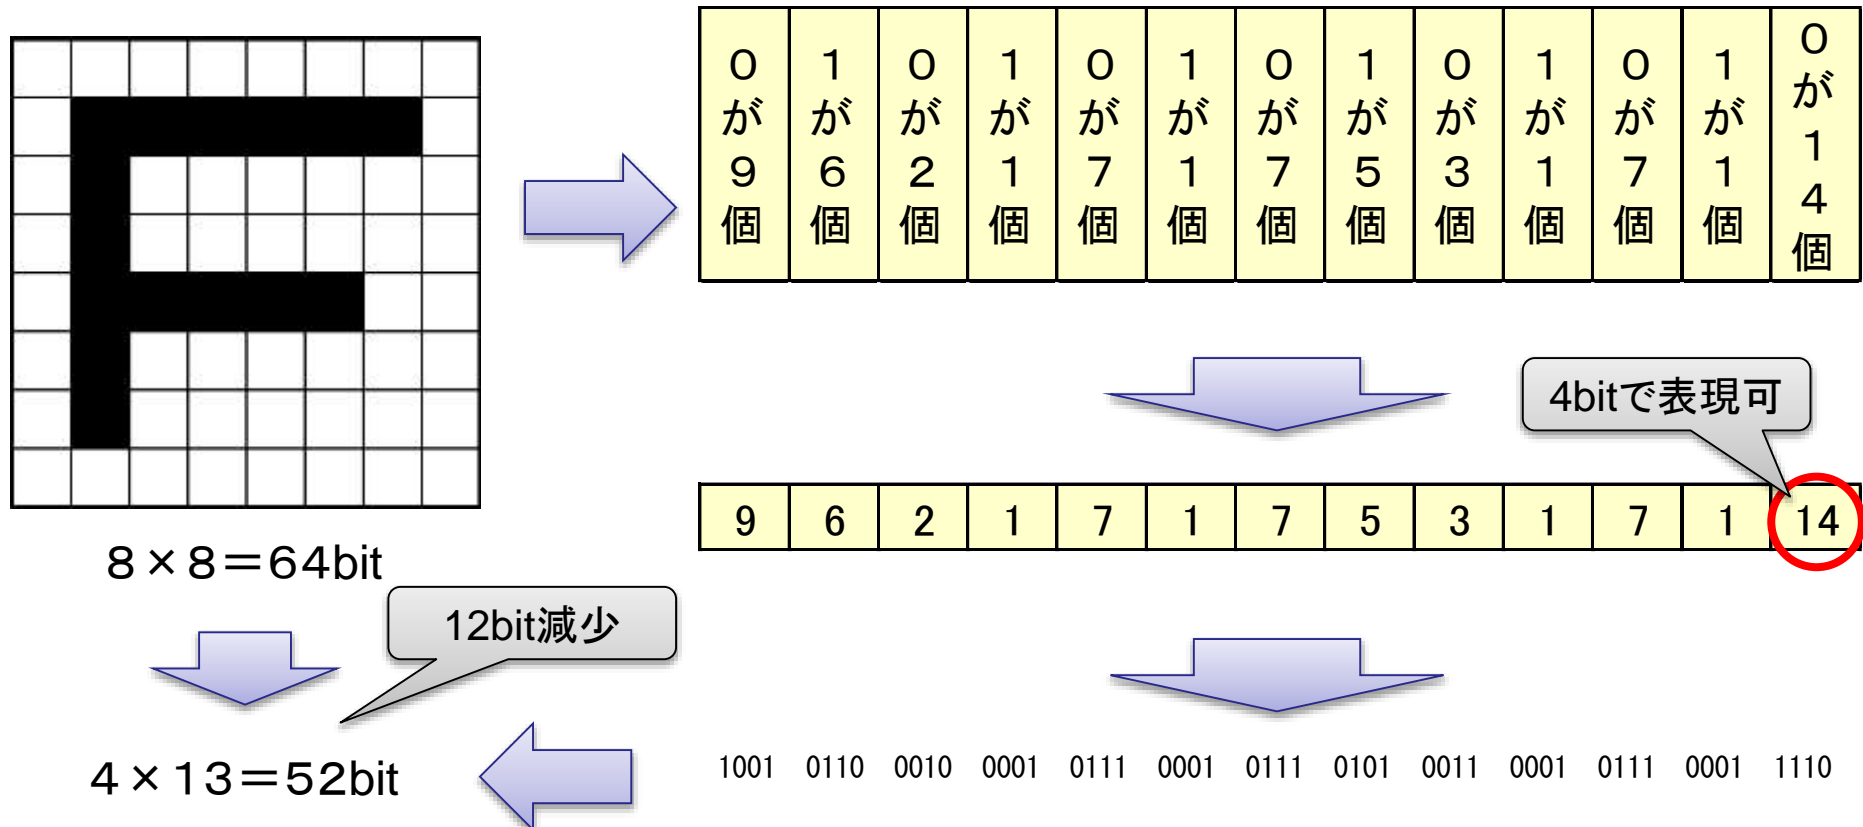 0が9個
1が6個
0が2個
1が1個
0が7個
1が1個
0が7個
1が5個
0が3個
1が1個
0が7個
1が1個
0が14個
4bitで表現可
9 6 2 1 7 1 7 5 3 1 7 1 14
8×8=64bit
12bit減少
4×13=52bit
1001 0110 0010 0001 0111 0001 0111 0101 0011 0001 0111 0001 1110